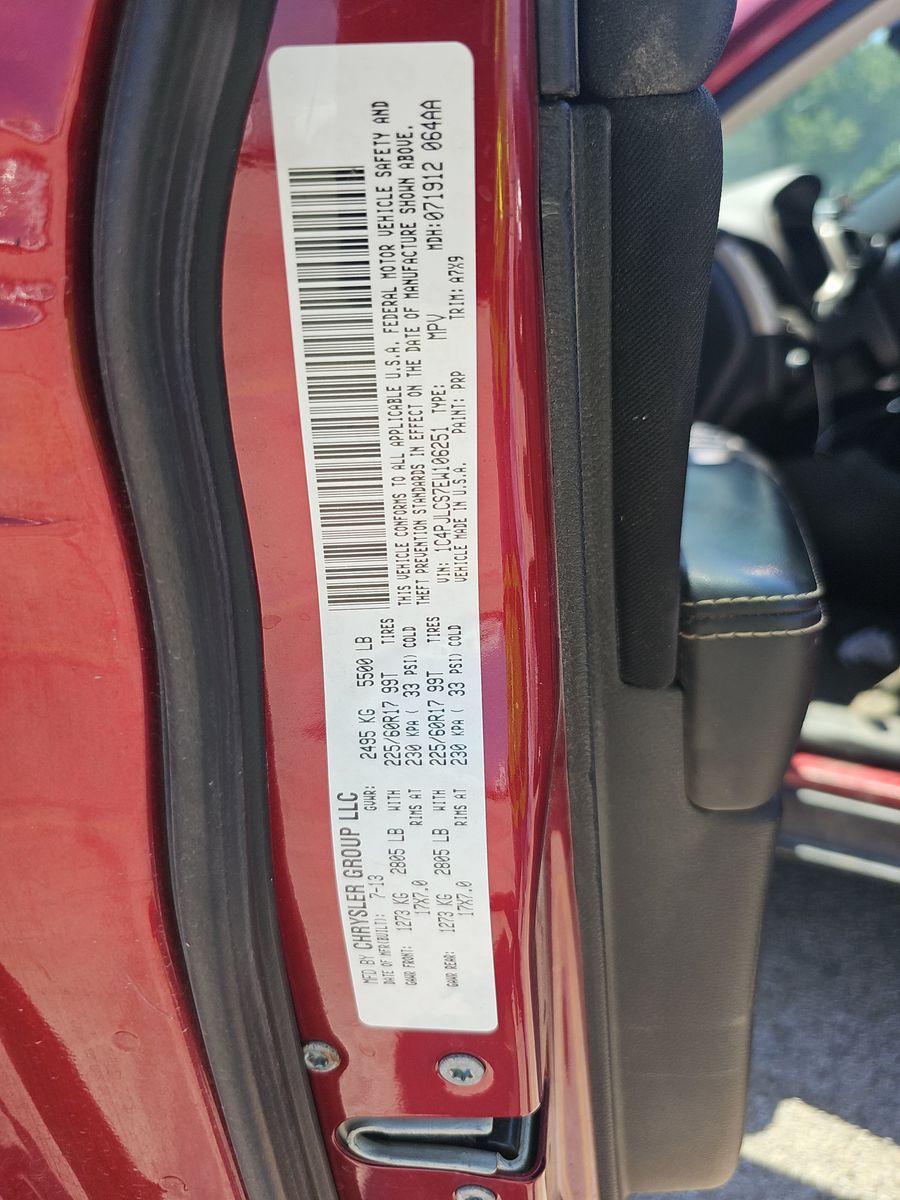 MFD BY CHRYSLER GROUP LLC
DATE OF MFR(BUILT): 7-13 GVWR: 2495 KG 5500 LB
GAWR FRONT: 1273 KG 2805 LB WITH 225/60R17 99T TIRES
17X7.0 RIMS AT 230 KPA ( 33 PSI) COLD
GAWR REAR: 1273 KG 2805 LB WITH 225/60R17 99T TIRES
17X7.0 RIMS AT 230 KPA ( 33 PSI) COLD
THIS VEHICLE CONFORMS TO ALL APPLICABLE U.S.A. FEDERAL MOTOR VEHICLE SAFETY AND
THEFT PREVENTION STANDARDS IN EFFECT ON THE DATE OF MANUFACTURE SHOWN ABOVE.
VIN: 1C4PJLCS7EW106251 TYPE: MPV MDH:071912 064AA
VEHICLE MADE IN U.S.A. PAINT: PRP TRIM: A7X9